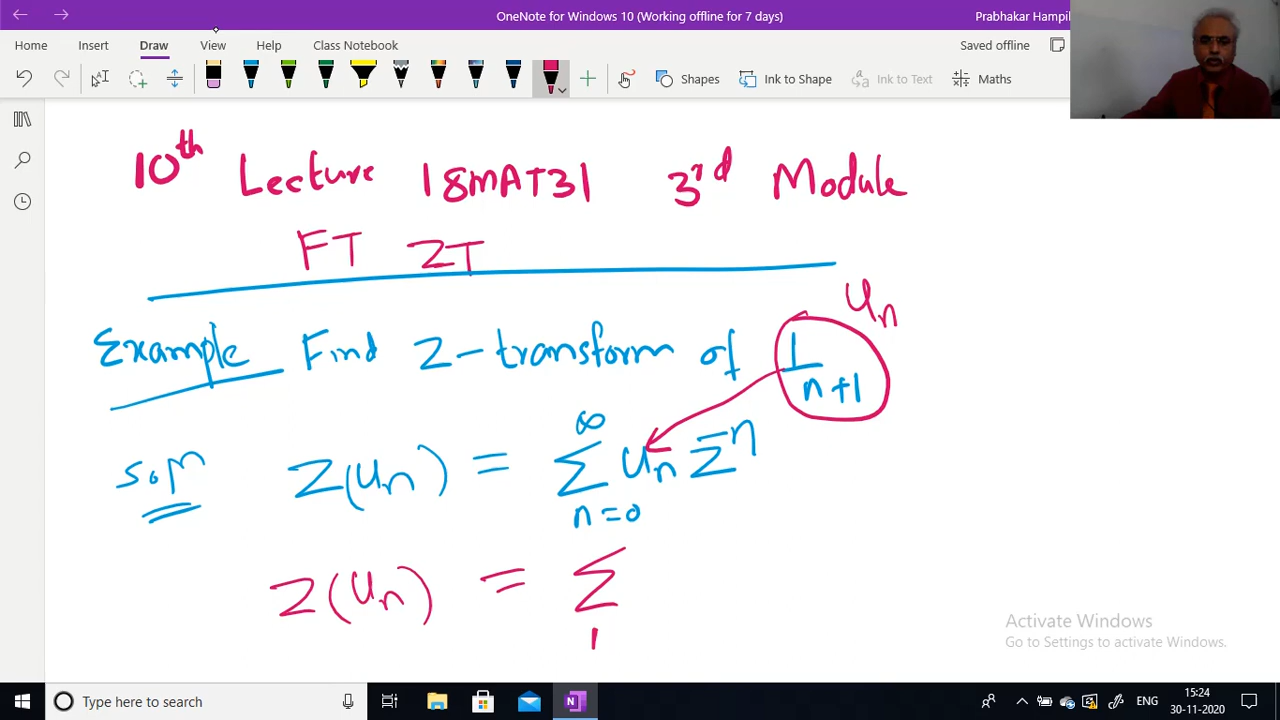 OneNote for Windows 10 (Working offline for 7 days)
Prabhakar Hampil
Home Insert Draw View Help Class Notebook
Saved offline
Shapes Ink to Shape Ink to Text Maths
10th Lecture 18MAT31 3rd Module
FT ZT
Example Find Z-transform of 1/(n+1) un
soln Z(un) = ∑_{n=0}^{∞} un z^-n
Z(un) = ∑
Activate Windows
Go to Settings to activate Windows.
Type here to search
ENG
15:24
30-11-2020